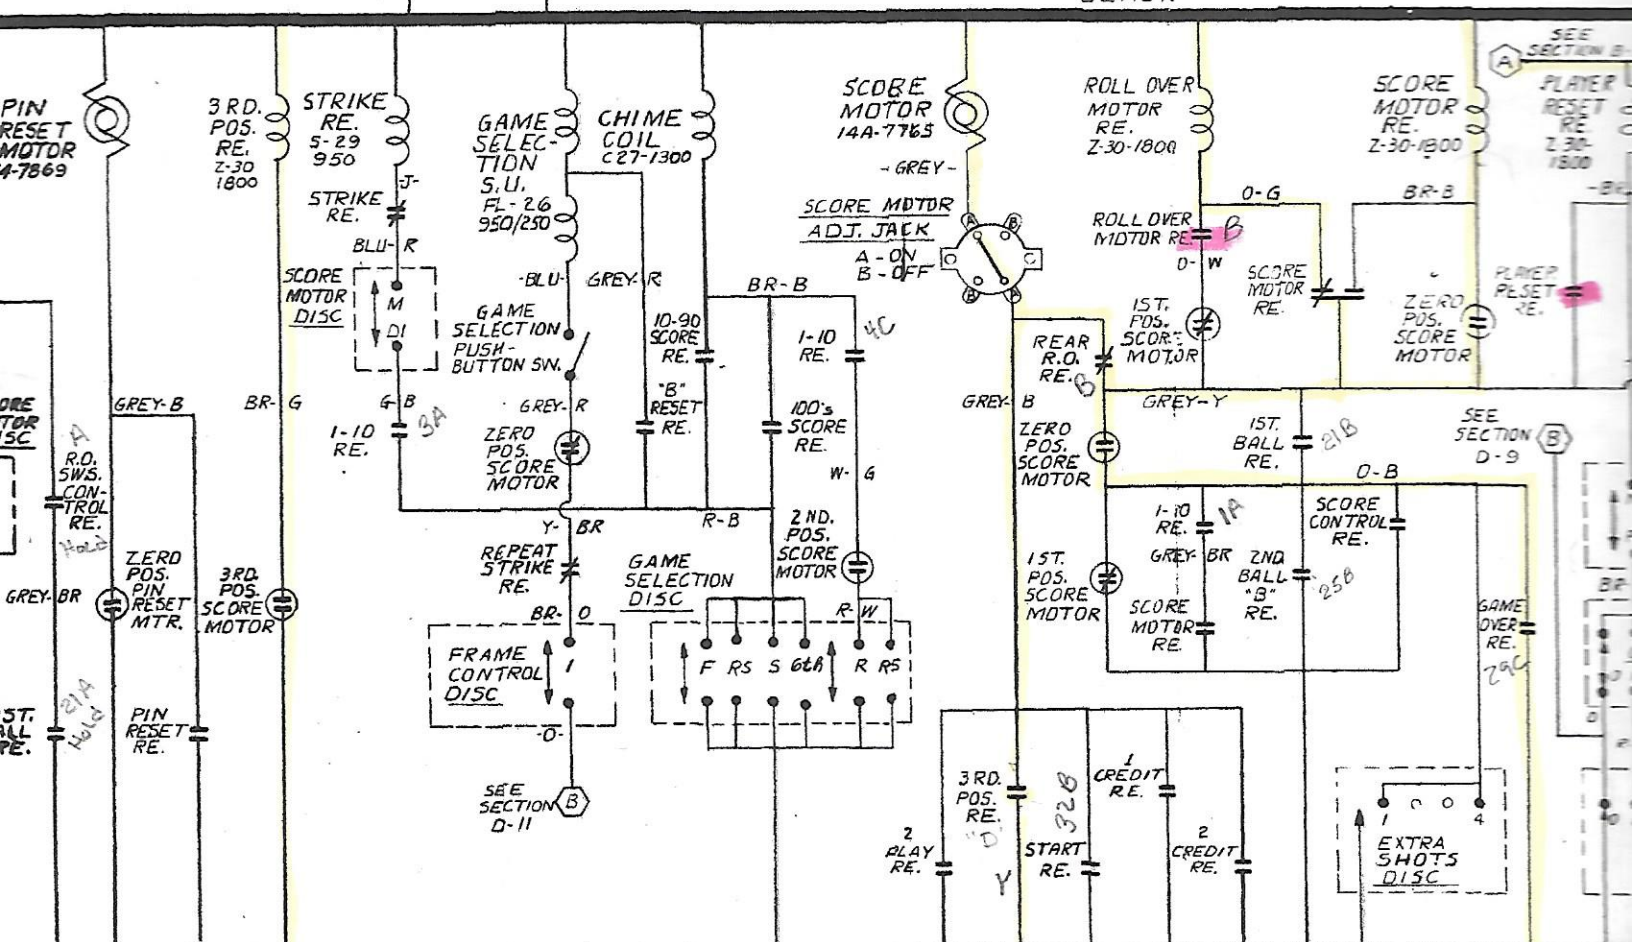 PIN
RESET
MOTOR
3RD.
POS.
RE.
Z-30
1800
STRIKE
RE.
S-29
950
-J-
STRIKE
RE.
BLU-R
SCORE
MOTOR
DISC
M
D1
G B
1-10
RE.
3A
GAME
SELEC-
TION
S.U.
FL-26
950/250
-BLU-
GREY-R
GAME
SELECTION
PUSH-
BUTTON SW.
GREY-R
ZERO
POS.
SCORE
MOTOR
Y-BR
REPEAT
STRIKE
RE.
BR-O
FRAME
CONTROL
DISC
1
-O-
SEE
SECTION
D-11
B
CHIME
COIL
C27-1300
BR-B
10-90
SCORE
RE.
"B"
RESET
RE.
100's
SCORE
RE.
1-10
RE.
4C
W-G
R-B
2ND.
POS.
SCORE
MOTOR
R-W
GAME
SELECTION
DISC
F RS S 6th R RS
SCORE
MOTOR
14A-7765
-GREY-
SCORE MOTOR
ADJ. JACK
A-ON
B-OFF
A B
B A
REAR
R.O.
RE.
B
GREY-B
GREY-Y
ZERO
POS.
SCORE
MOTOR
1ST.
POS.
SCORE
MOTOR
ROLL OVER
MOTOR
RE.
Z-30-1800
O-G
ROLL OVER
MOTOR RE.
B
O-W
1ST.
POS.
SCORE
MOTOR
SCORE
MOTOR
RE.
SCORE
MOTOR
RE.
Z-30-1800
BR-B
ZERO
POS.
SCORE
MOTOR
A
SEE
SECTION B-
PLAYER
RESET
RE.
Z 30-
1800
PLAYER
RESET
RE.
1ST.
BALL
RE.
21B
SEE
SECTION
D-9
B
O-B
1-10
RE.
1A
GREY-BR
SCORE
MOTOR
RE.
2ND
BALL
"B"
RE.
25B
SCORE
CONTROL
RE.
GAME
OVER
RE.
29C
EXTRA
SHOTS
DISC
1
4
BR-
GREY-B
BR-G
A
R.O.
SWS.
CON-
TROL
RE.
Hold
GREY-BR
ZERO
POS.
PIN
RESET
MTR.
3RD.
POS.
SCORE
MOTOR
21A
Hold
PIN
RESET
RE.
2
PLAY
RE.
3RD.
POS.
RE.
"D"
Y
START
RE.
32B
1
CREDIT
RE.
2
CREDIT
RE.